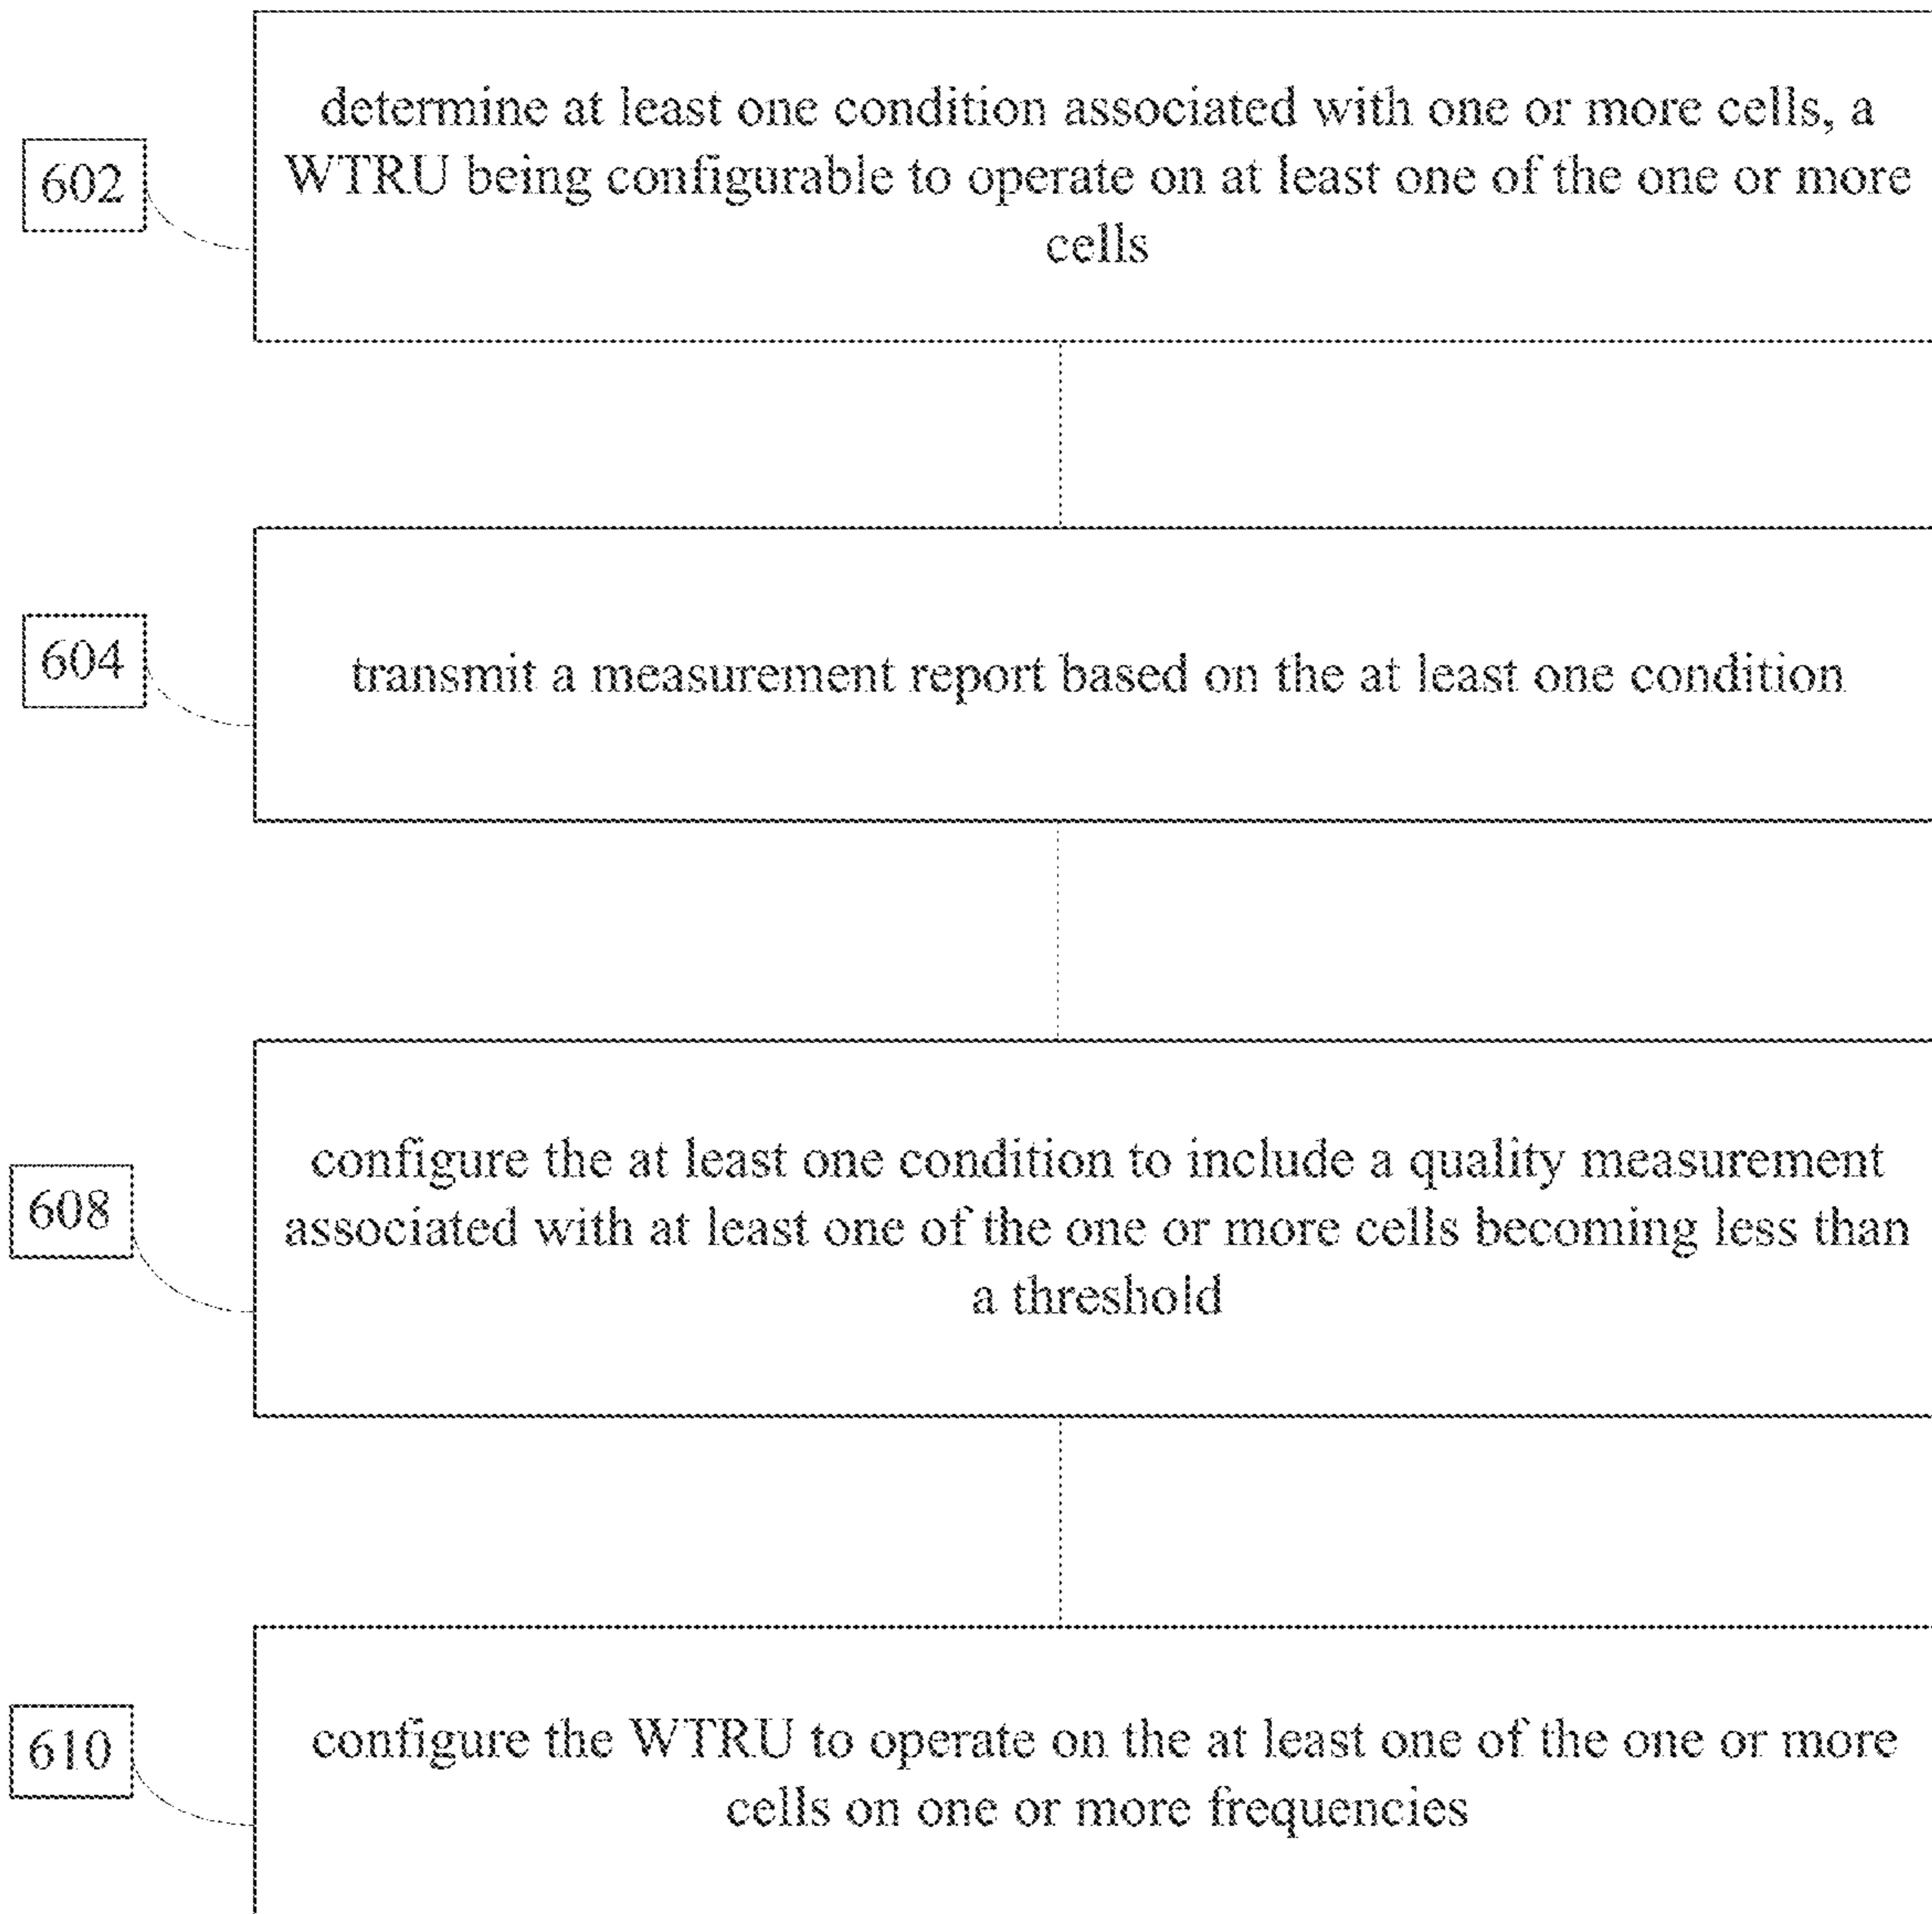 determine at least one condition associated with one or more cells, a
602
WTRU being configurable to operate on at least one of the one or more
cells
604
transmit a measurement report based on the at least one condition
configure the at least one condition to include a quality measurement
608
associated with at least one of the one or more cells becoming less than
a threshold
610
configure the WTRU to operate on the at least one of the one or more
cells on one or more frequencies